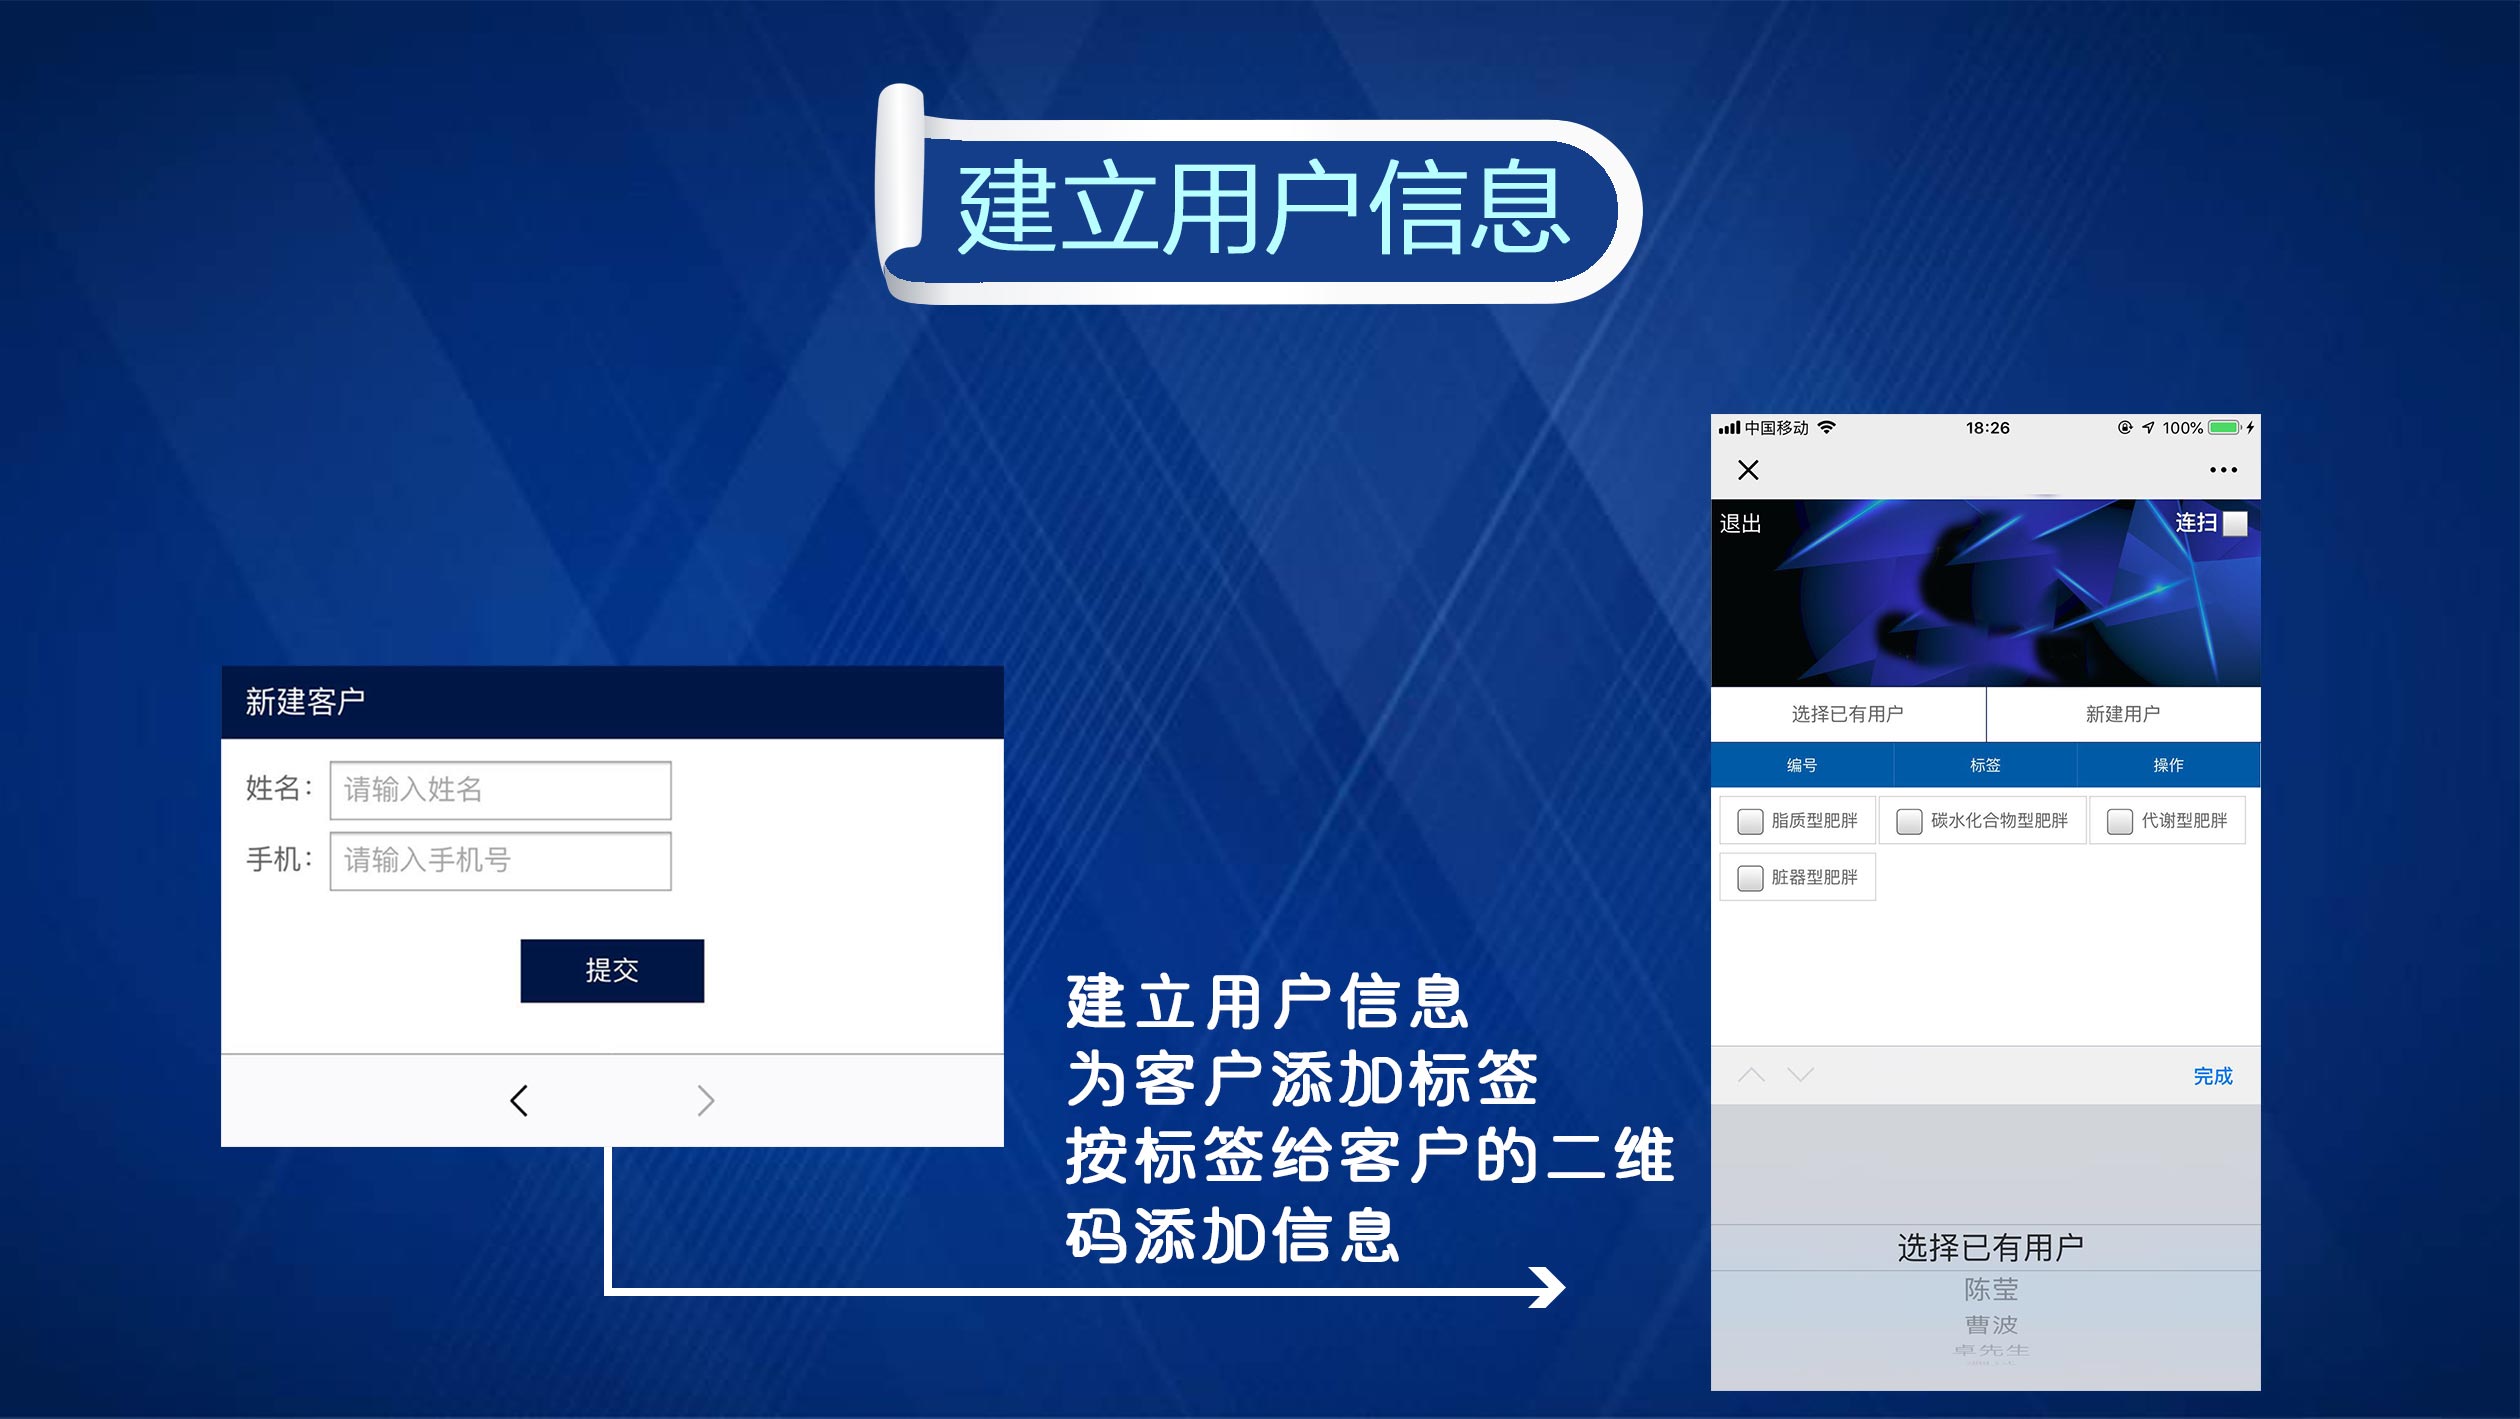 建立用户信息
新建客户
姓名：请输入姓名
手机：请输入手机号
提交
建立用户信息
为客户添加标签
按标签给客户的二维
码添加信息
中国移动 18:26 100%
退出 连扫
选择已有用户 新建用户
编号 标签 操作
脂质型肥胖 碳水化合物型肥胖 代谢型肥胖
脏器型肥胖
完成
选择已有用户
陈莹
曹波